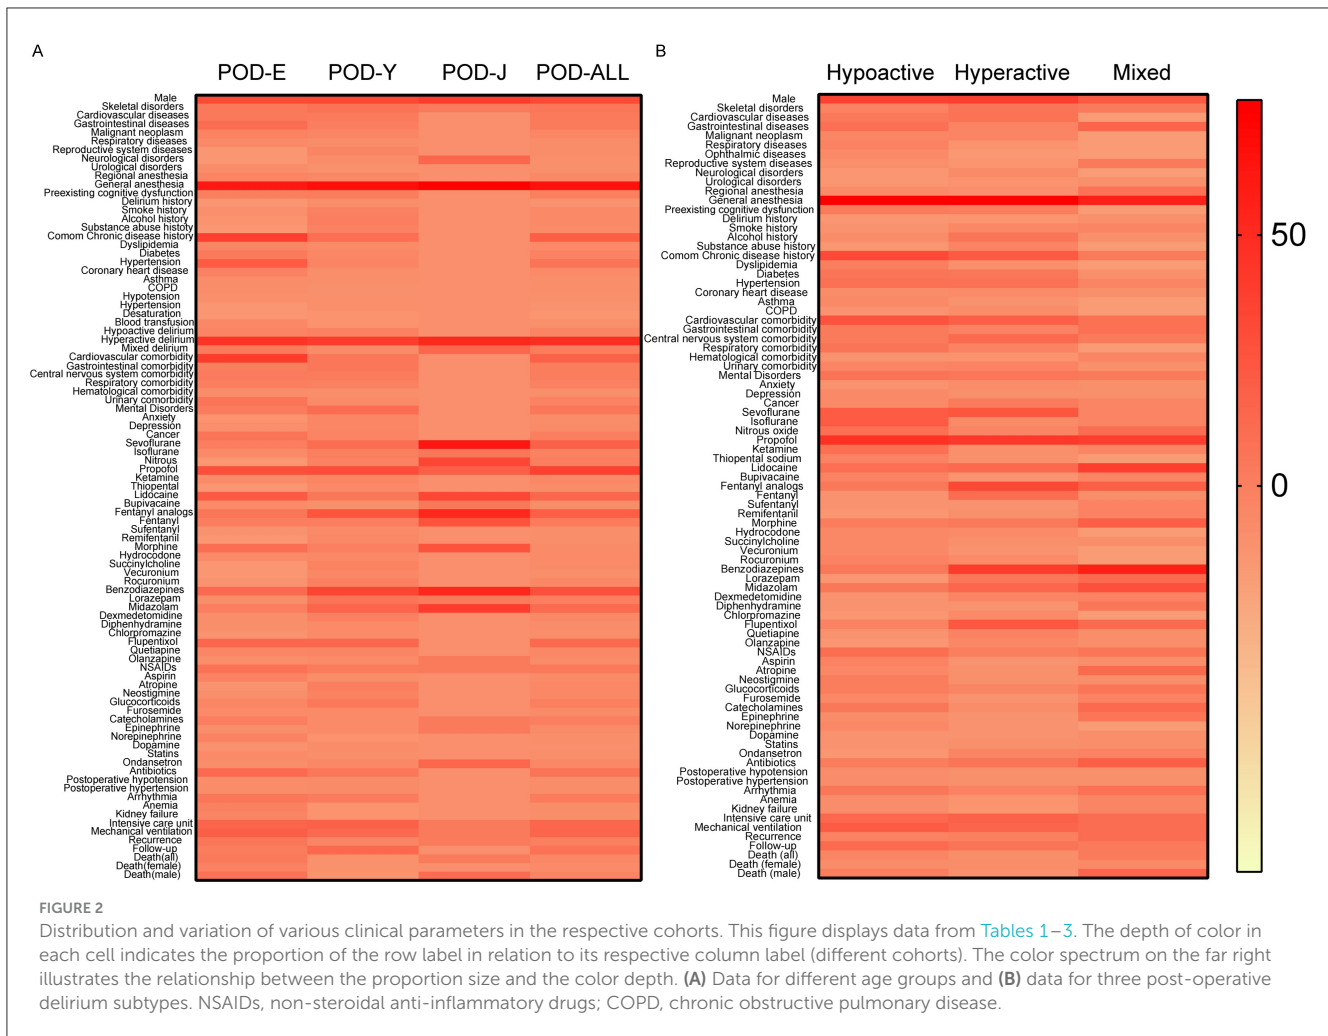 A
POD-E POD-Y POD-J POD-ALL
Male
Skeletal disorders
Cardiovascular diseases
Gastrointestinal diseases
Malignant neoplasm
Respiratory diseases
Reproductive system diseases
Neurological disorders
Urological disorders
Regional anesthesia
General anesthesia
Preexisting cognitive dysfunction
Delirium history
Smoke history
Alcohol history
Substance abuse history
Comom Chronic disease history
Dyslipidemia
Diabetes
Hypertension
Coronary heart disease
Asthma
COPD
Hypotension
Hypertension
Desaturation
Blood transfusion
Hypoactive delirium
Hyperactive delirium
Mixed delirium
Cardiovascular comorbidity
Gastrointestinal comorbidity
Central nervous system comorbidity
Respiratory comorbidity
Hematological comorbidity
Urinary comorbidity
Mental Disorders
Anxiety
Depression
Cancer
Sevoflurane
Isoflurane
Nitrous
Propofol
Ketamine
Thiopental
Lidocaine
Bupivacaine
Fentanyl analogs
Fentanyl
Sufentanyl
Remifentanil
Morphine
Hydrocodone
Succinylcholine
Vecuronium
Rocuronium
Benzodiazepines
Lorazepam
Midazolam
Dexmedetomidine
Diphenhydramine
Chlorpromazine
Flupentixol
Quetiapine
Olanzapine
NSAIDs
Aspirin
Atropine
Neostigmine
Glucocorticoids
Furosemide
Catecholamines
Epinephrine
Norepinephrine
Dopamine
Statins
Ondansetron
Antibiotics
Postoperative hypotension
Postoperative hypertension
Arrhythmia
Anemia
Kidney failure
Intensive care unit
Mechanical ventilation
Recurrence
Follow-up
Death(all)
Death(female)
Death(male)
B
Hypoactive Hyperactive Mixed
Male
Skeletal disorders
Cardiovascular diseases
Gastrointestinal diseases
Malignant neoplasm
Respiratory diseases
Ophthalmic diseases
Reproductive system diseases
Neurological disorders
Urological disorders
Regional anesthesia
General anesthesia
Preexisting cognitive dysfunction
Delirium history
Smoke history
Alcohol history
Substance abuse history
Comom Chronic disease history
Dyslipidemia
Diabetes
Hypertension
Coronary heart disease
Asthma
COPD
Cardiovascular comorbidity
Gastrointestinal comorbidity
Central nervous system comorbidity
Respiratory comorbidity
Hematological comorbidity
Urinary comorbidity
Mental Disorders
Anxiety
Depression
Cancer
Sevoflurane
Isoflurane
Nitrous oxide
Propofol
Ketamine
Thiopental sodium
Lidocaine
Bupivacaine
Fentanyl analogs
Fentanyl
Sufentanyl
Remifentanil
Morphine
Hydrocodone
Succinylcholine
Vecuronium
Rocuronium
Benzodiazepines
Lorazepam
Midazolam
Dexmedetomidine
Diphenhydramine
Chlorpromazine
Flupentixol
Quetiapine
Olanzapine
NSAIDs
Aspirin
Atropine
Neostigmine
Glucocorticoids
Furosemide
Catecholamines
Epinephrine
Norepinephrine
Dopamine
Statins
Ondansetron
Antibiotics
Postoperative hypotension
Postoperative hypertension
Arrhythmia
Anemia
Kidney failure
Intensive care unit
Mechanical ventilation
Recurrence
Follow-up
Death (all)
Death (female)
Death (male)
50
0
FIGURE 2
Distribution and variation of various clinical parameters in the respective cohorts. This figure displays data from Tables 1–3. The depth of color in
each cell indicates the proportion of the row label in relation to its respective column label (different cohorts). The color spectrum on the far right
illustrates the relationship between the proportion size and the color depth. (A) Data for different age groups and (B) data for three post-operative
delirium subtypes. NSAIDs, non-steroidal anti-inflammatory drugs; COPD, chronic obstructive pulmonary disease.